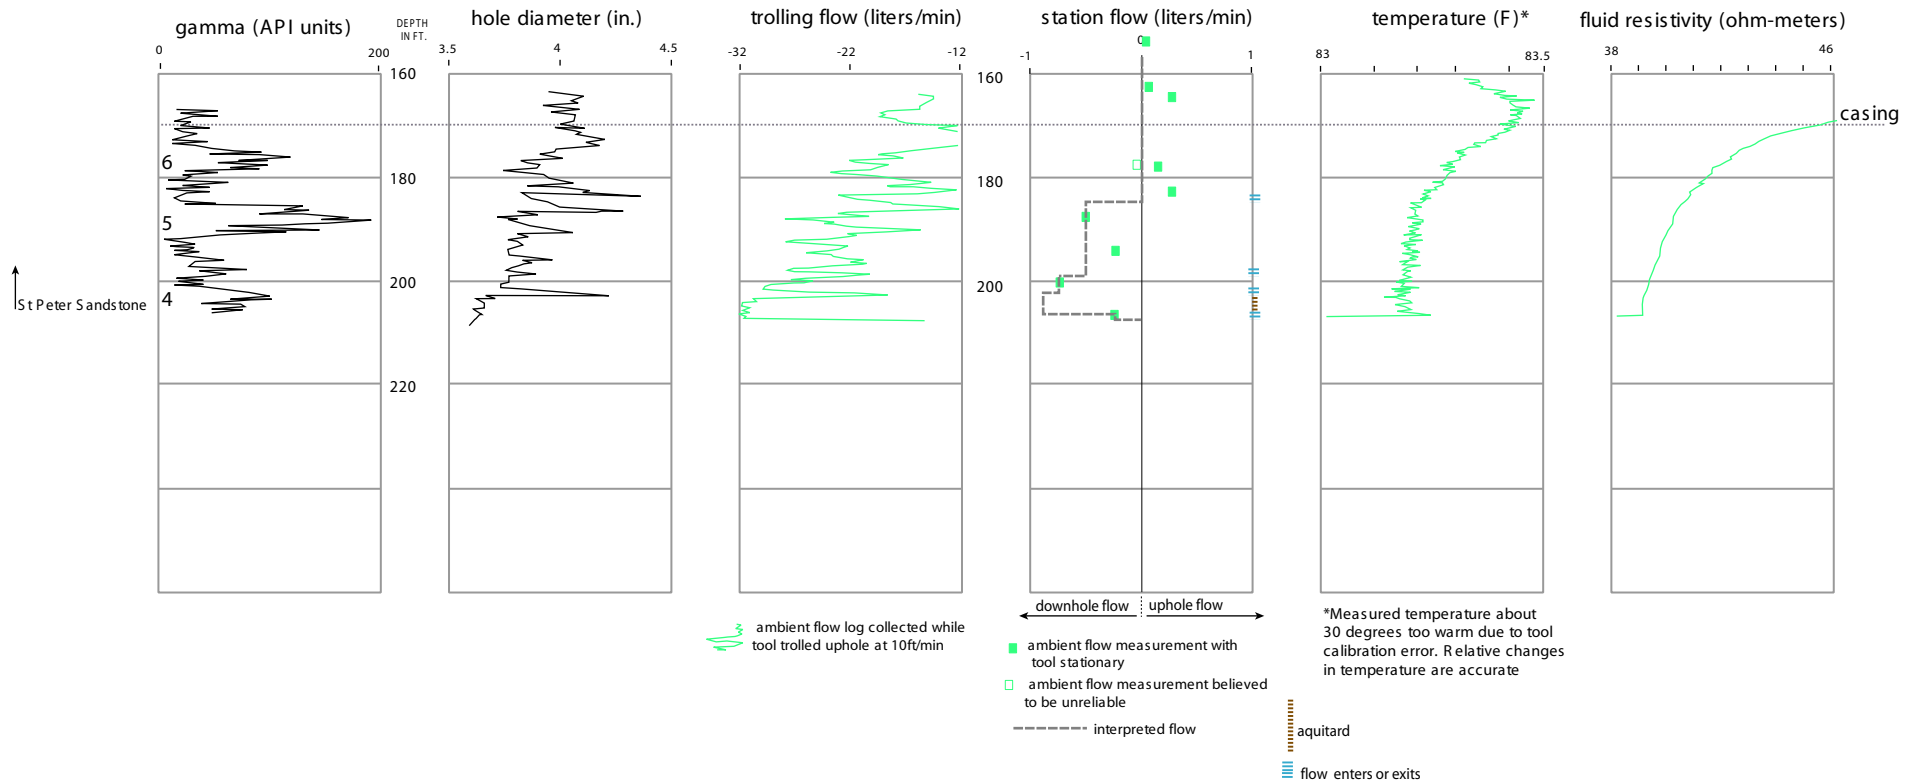 gamma (API units)
DEPTH
IN FT.
hole diameter (in.)
trolling flow (liters/min)
station flow (liters/min)
temperature (F)*
fluid resistivity (ohm-meters)
0 200
3.5 4 4.5
-32 -22 -12
-1 0 1
83 83.5
38 46
160 160
casing
6
180 180
5
200 200
4
St Peter Sandstone
220
downhole flow uphole flow
ambient flow log collected while
tool trolled uphole at 10ft/min
ambient flow measurement with
tool stationary
ambient flow measurement believed
to be unreliable
interpreted flow
*Measured temperature about
30 degrees too warm due to tool
calibration error. Relative changes
in temperature are accurate
aquitard
flow enters or exits